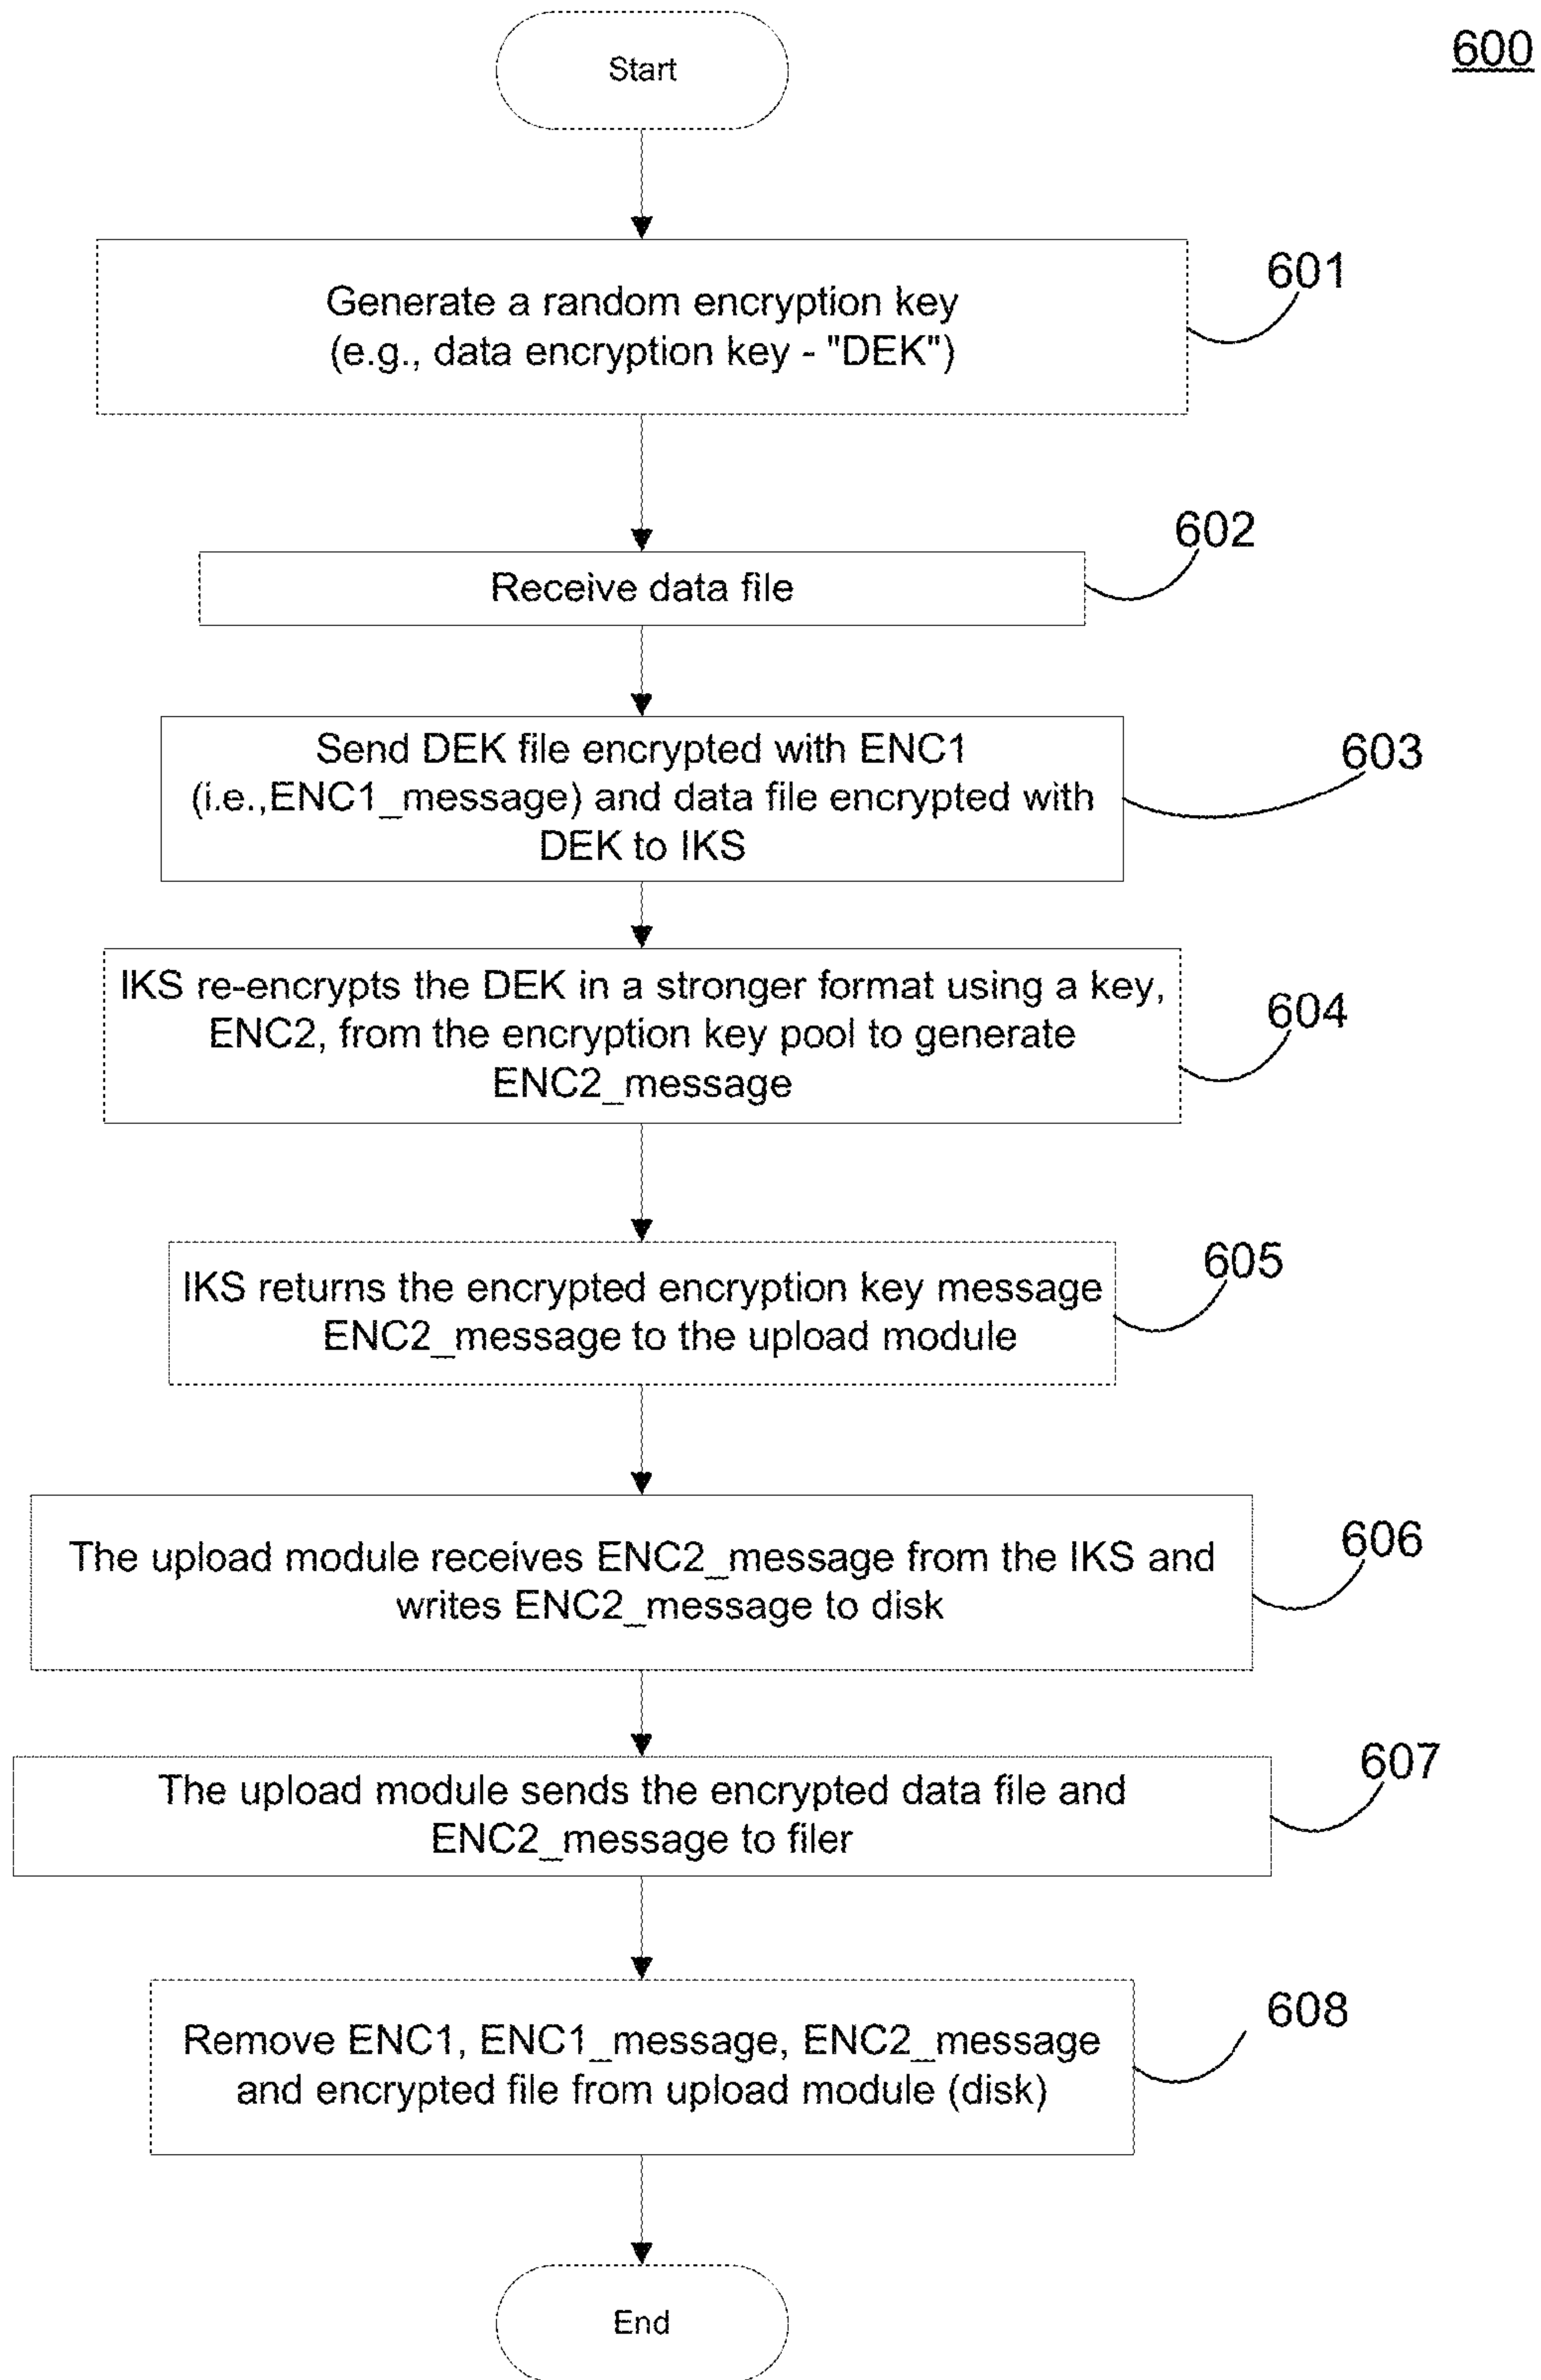 600
Start
Generate a random encryption key
(e.g., data encryption key - "DEK")
601
Receive data file
602
Send DEK file encrypted with ENC1
(i.e.,ENC1_message) and data file encrypted with
DEK to IKS
603
IKS re-encrypts the DEK in a stronger format using a key,
ENC2, from the encryption key pool to generate
ENC2_message
604
IKS returns the encrypted encryption key message
ENC2_message to the upload module
605
The upload module receives ENC2_message from the IKS and
writes ENC2_message to disk
606
The upload module sends the encrypted data file and
ENC2_message to filer
607
Remove ENC1, ENC1_message, ENC2_message
and encrypted file from upload module (disk)
608
End